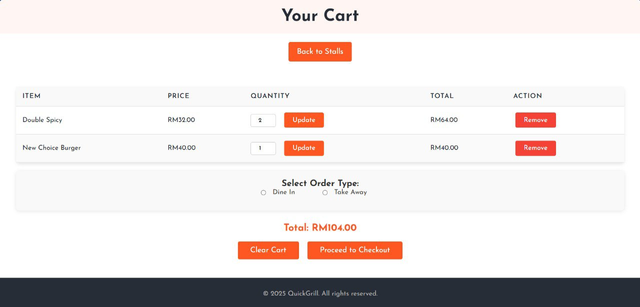 Your Cart
Back to Stalls
ITEM PRICE QUANTITY TOTAL ACTION
Double Spicy RM32.00 2 Update RM64.00 Remove
New Choice Burger RM40.00 1 Update RM40.00 Remove
Select Order Type:
Dine In Take Away
Total: RM104.00
Clear Cart Proceed to Checkout
© 2025 QuickGrill. All rights reserved.